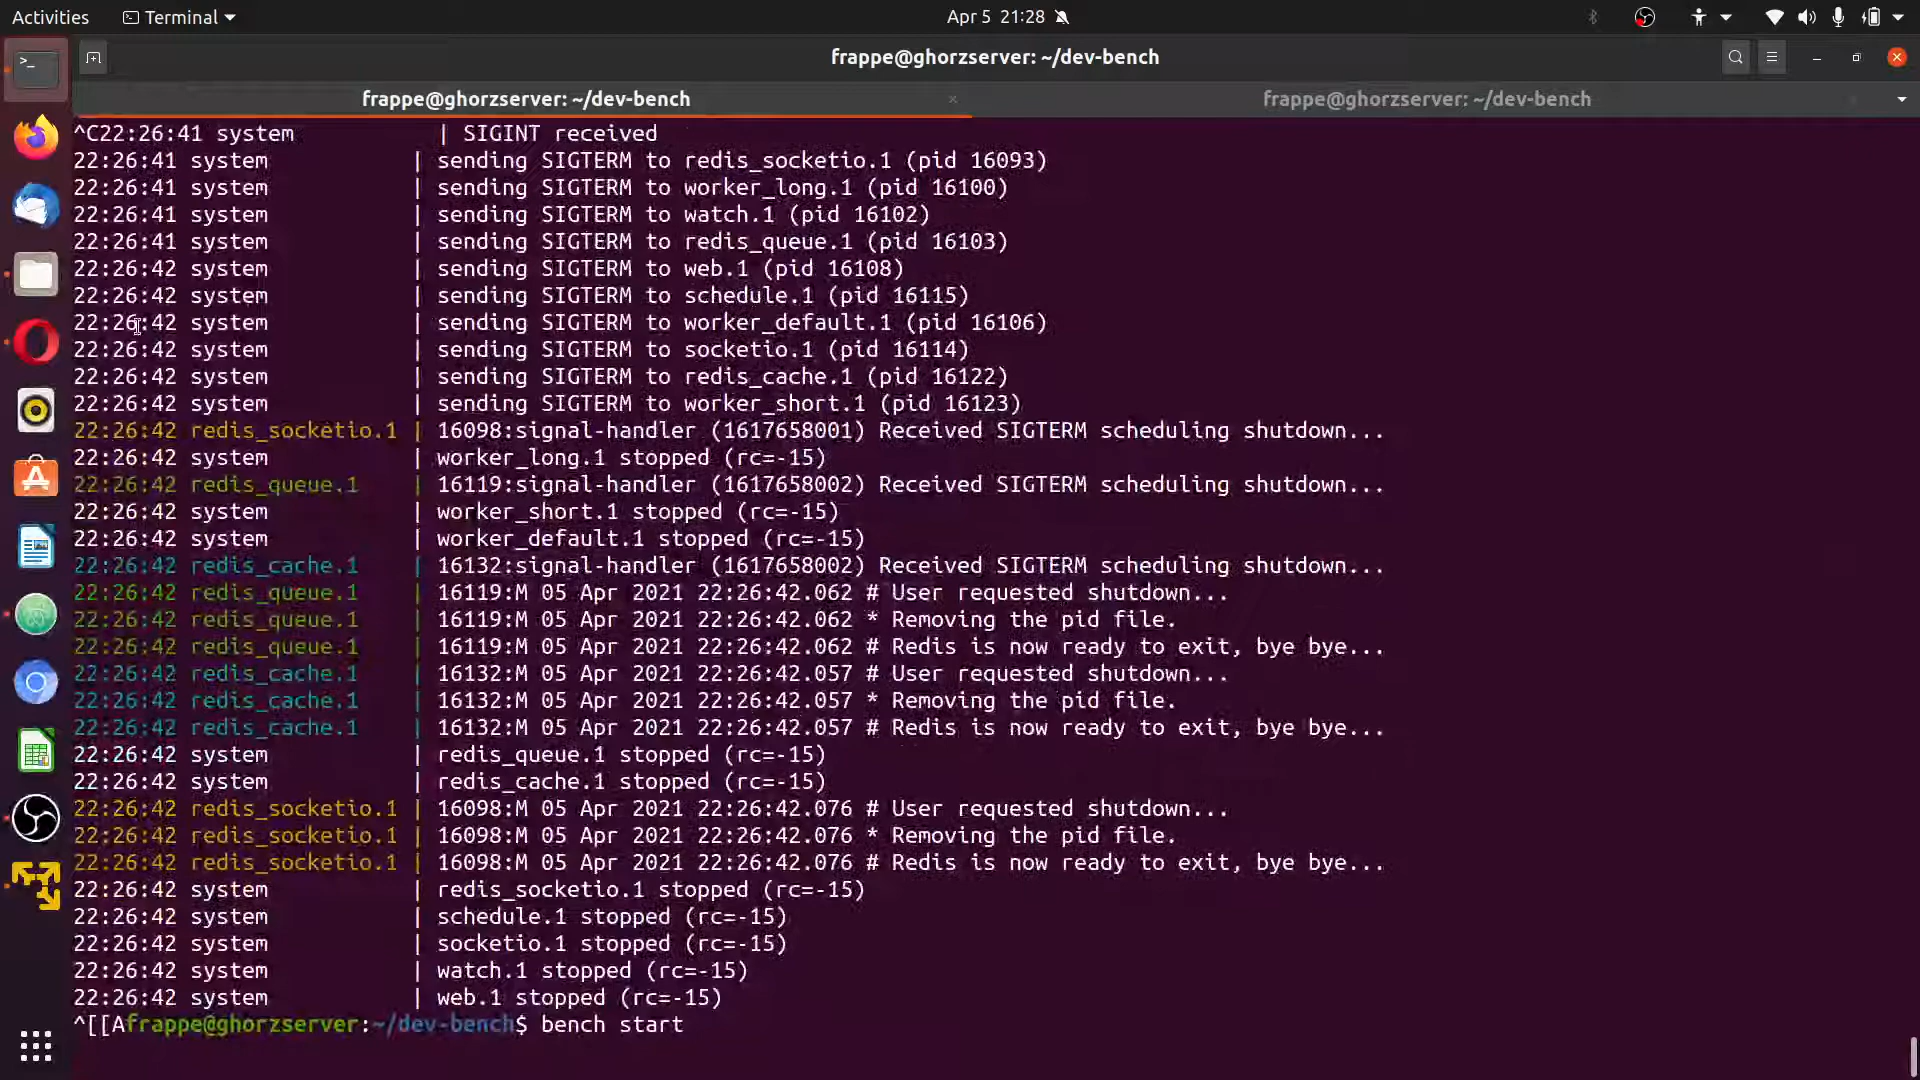 Activities
Terminal
Apr 5 21:28
frappe@ghorzserver: ~/dev-bench
frappe@ghorzserver: ~/dev-bench
frappe@ghorzserver: ~/dev-bench
^C22:26:41 system | SIGINT received
22:26:41 system | sending SIGTERM to redis_socketio.1 (pid 16093)
22:26:41 system | sending SIGTERM to worker_long.1 (pid 16100)
22:26:41 system | sending SIGTERM to watch.1 (pid 16102)
22:26:41 system | sending SIGTERM to redis_queue.1 (pid 16103)
22:26:42 system | sending SIGTERM to web.1 (pid 16108)
22:26:42 system | sending SIGTERM to schedule.1 (pid 16115)
22:26:42 system | sending SIGTERM to worker_default.1 (pid 16106)
22:26:42 system | sending SIGTERM to socketio.1 (pid 16114)
22:26:42 system | sending SIGTERM to redis_cache.1 (pid 16122)
22:26:42 system | sending SIGTERM to worker_short.1 (pid 16123)
22:26:42 redis_socketio.1 | 16098:signal-handler (1617658001) Received SIGTERM scheduling shutdown...
22:26:42 system | worker_long.1 stopped (rc=-15)
22:26:42 redis_queue.1 | 16119:signal-handler (1617658002) Received SIGTERM scheduling shutdown...
22:26:42 system | worker_short.1 stopped (rc=-15)
22:26:42 system | worker_default.1 stopped (rc=-15)
22:26:42 redis_cache.1 | 16132:signal-handler (1617658002) Received SIGTERM scheduling shutdown...
22:26:42 redis_queue.1 | 16119:M 05 Apr 2021 22:26:42.062 # User requested shutdown...
22:26:42 redis_queue.1 | 16119:M 05 Apr 2021 22:26:42.062 * Removing the pid file.
22:26:42 redis_queue.1 | 16119:M 05 Apr 2021 22:26:42.062 # Redis is now ready to exit, bye bye...
22:26:42 redis_cache.1 | 16132:M 05 Apr 2021 22:26:42.057 # User requested shutdown...
22:26:42 redis_cache.1 | 16132:M 05 Apr 2021 22:26:42.057 * Removing the pid file.
22:26:42 redis_cache.1 | 16132:M 05 Apr 2021 22:26:42.057 # Redis is now ready to exit, bye bye...
22:26:42 system | redis_queue.1 stopped (rc=-15)
22:26:42 system | redis_cache.1 stopped (rc=-15)
22:26:42 redis_socketio.1 | 16098:M 05 Apr 2021 22:26:42.076 # User requested shutdown...
22:26:42 redis_socketio.1 | 16098:M 05 Apr 2021 22:26:42.076 * Removing the pid file.
22:26:42 redis_socketio.1 | 16098:M 05 Apr 2021 22:26:42.076 # Redis is now ready to exit, bye bye...
22:26:42 system | redis_socketio.1 stopped (rc=-15)
22:26:42 system | schedule.1 stopped (rc=-15)
22:26:42 system | socketio.1 stopped (rc=-15)
22:26:42 system | watch.1 stopped (rc=-15)
22:26:42 system | web.1 stopped (rc=-15)
^[[Afrappe@ghorzserver:~/dev-bench$ bench start